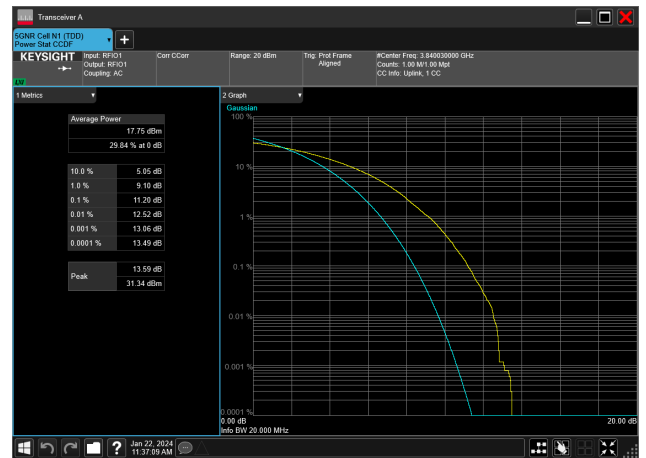 Transceiver A
5GNR Cell N1 (TDD)
Power Stat CCDF
KEYSIGHT
Input: RFIO1
Output: RFIO1
Coupling: AC
Corr CCorr
Range: 20 dBm
Trig: Prot Frame
Aligned
#Center Freq: 3.840030000 GHz
Counts: 1.00 M/1.00 Mpt
CC Info: Uplink, 1 CC
1 Metrics
Average Power
17.75 dBm
29.84 % at 0 dB
10.0 % 5.05 dB
1.0 % 9.10 dB
0.1 % 11.20 dB
0.01 % 12.52 dB
0.001 % 13.06 dB
0.0001 % 13.49 dB
Peak
13.59 dB
31.34 dBm
2 Graph
Gaussian
100 %
10 %
1 %
0.1 %
0.01 %
0.001 %
0.0001 %
0.00 dB
20.00 dB
Info BW 20.000 MHz
Jan 22, 2024
11:37:09 AM